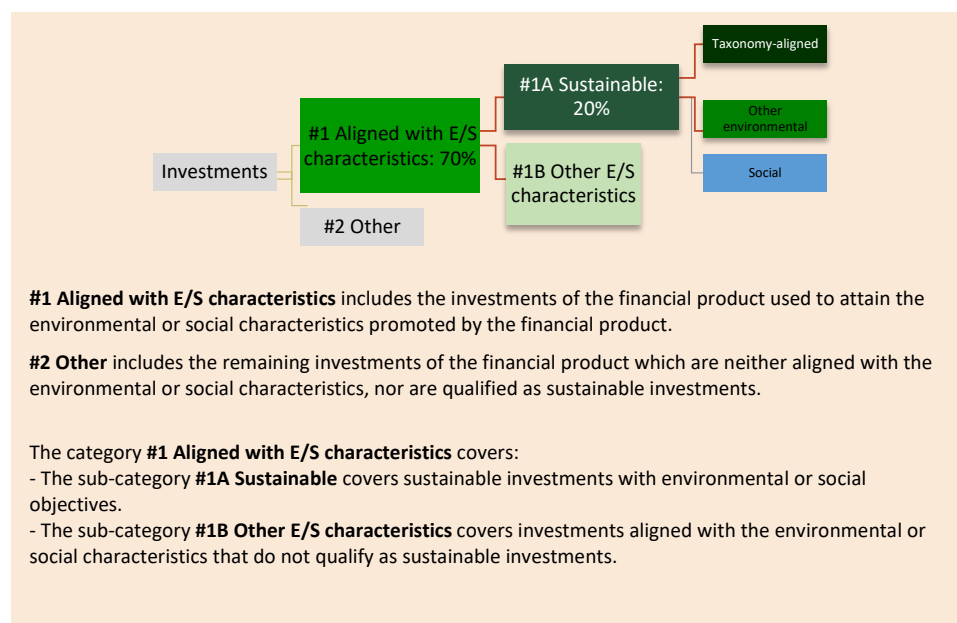 Taxonomy-aligned
#1A Sustainable:
20%
#1 Aligned with E/S
characteristics: 70%
Other
environmental
Investments
#1B Other E/S
characteristics
Social
#2 Other
#1 Aligned with E/S characteristics includes the investments of the financial product used to attain the
environmental or social characteristics promoted by the financial product.
#2 Other includes the remaining investments of the financial product which are neither aligned with the
environmental or social characteristics, nor are qualified as sustainable investments.
The category #1 Aligned with E/S characteristics covers:
- The sub-category #1A Sustainable covers sustainable investments with environmental or social
objectives.
- The sub-category #1B Other E/S characteristics covers investments aligned with the environmental or
social characteristics that do not qualify as sustainable investments.